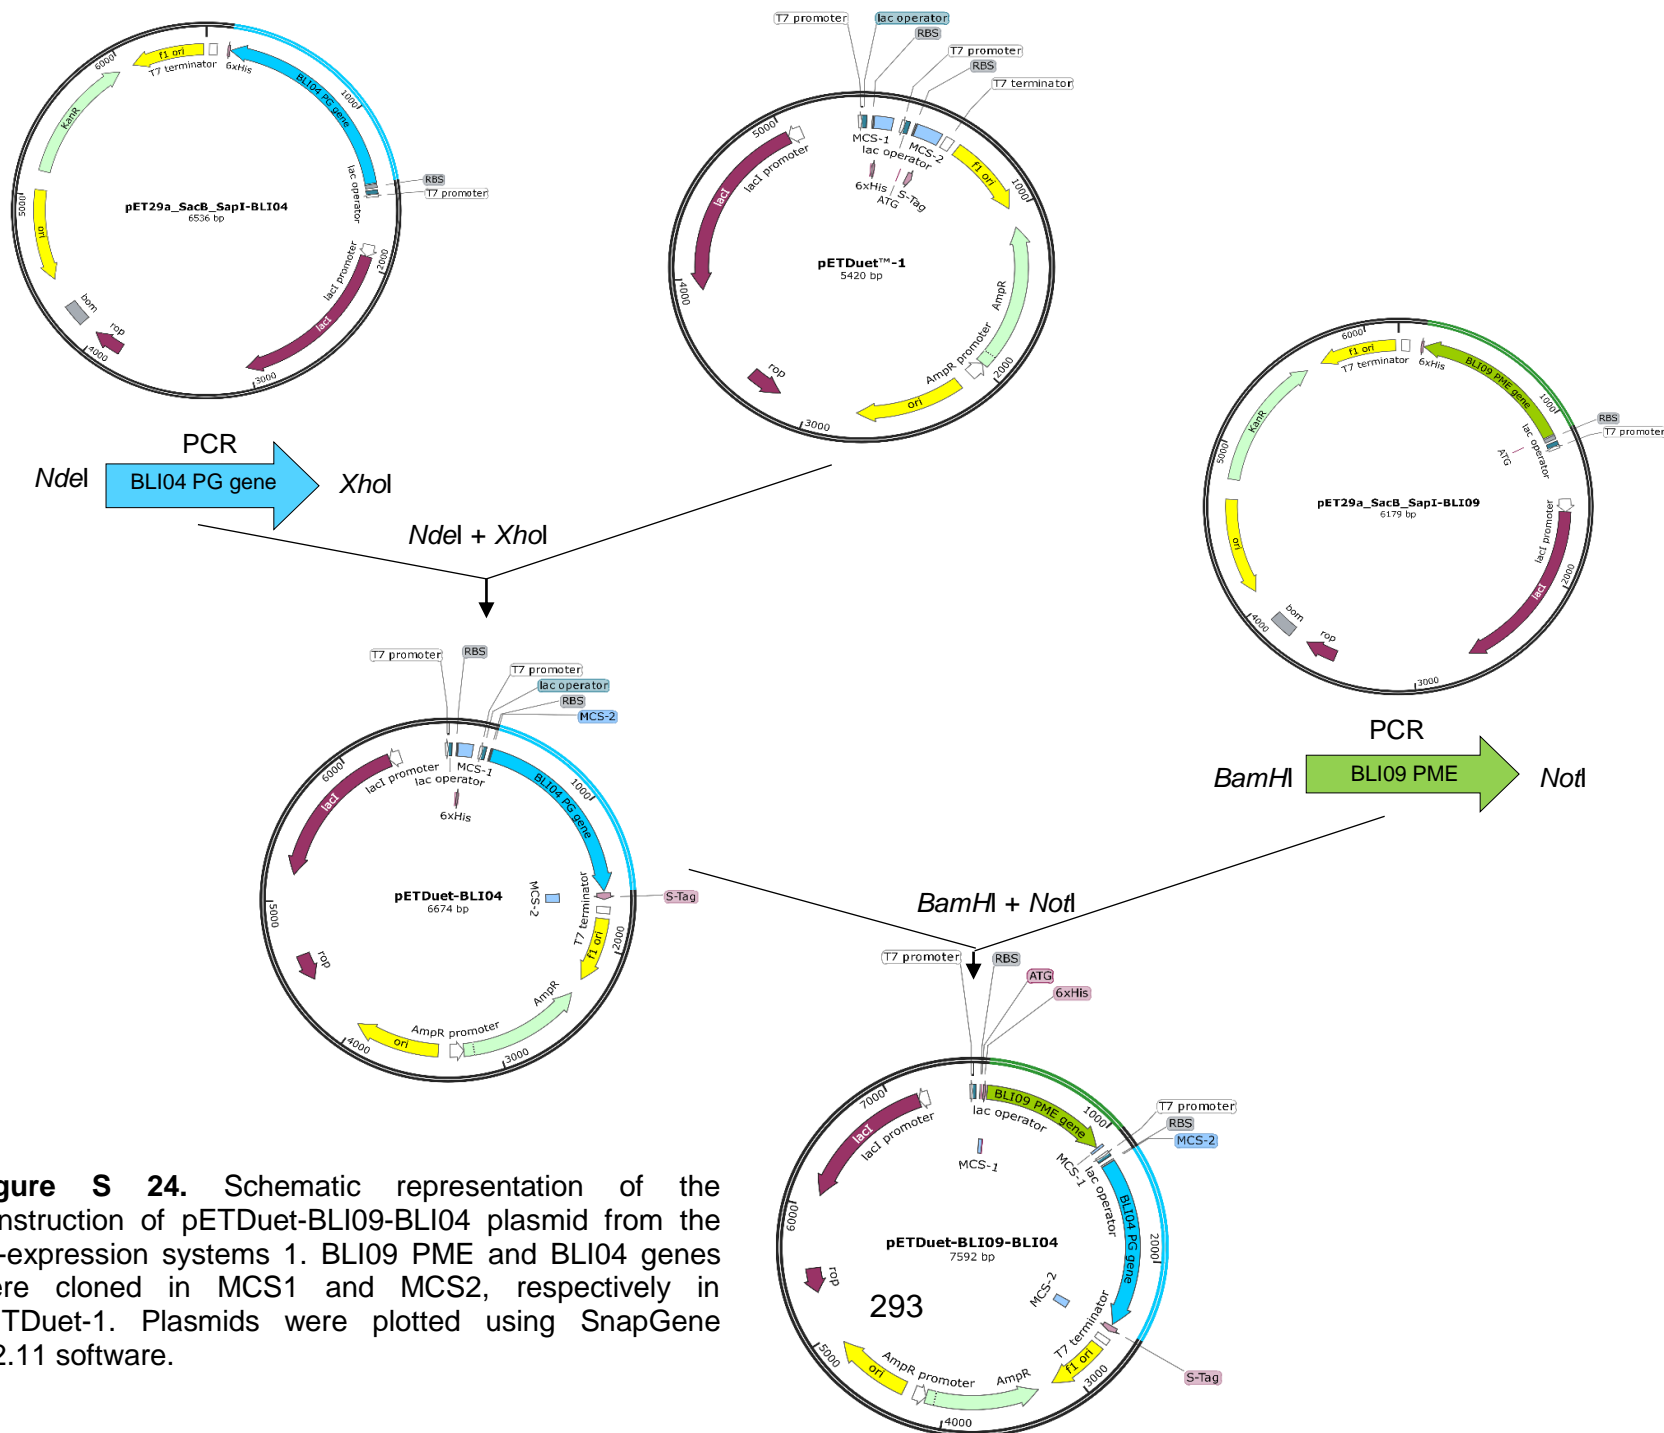 T7 terminator
f1 ori
6xHis
BLI04 PG gene
1000
6000
KanR
RBS
T7 promoter
lac operator
5000
pET29a_SacB_SapI-BLI04
6536 bp
ori
lacI promoter
2000
bom
rop
lacI
4000
3000
T7 promoter
lac operator
RBS
T7 promoter
RBS
T7 terminator
5000
MCS-1
lac operator
MCS-2
f1 ori
1000
lacI promoter
lacI
6xHis
ATG
S-Tag
pETDuet™-1
5420 bp
4000
AmpR
AmpR promoter
2000
rop
ori
3000
6000
f1 ori
T7 terminator
6xHis
BLI09 PME gene
1000
RBS
T7 promoter
lac operator
ATG
KanR
5000
pET29a_SacB_SapI-BLI09
6179 bp
ori
lacI promoter
2000
lacI
bom
4000
rop
3000
PCR
NdeI
BLI04 PG gene
XhoI
NdeI + XhoI
T7 promoter
RBS
T7 promoter
lac operator
RBS
MCS-2
6000
lacI promoter
MCS-1
lac operator
lacI
6xHis
BLI04 PG gene
1000
pETDuet-BLI04
6674 bp
MCS-2
T7 terminator
S-Tag
5000
f1 ori
2000
rop
AmpR
AmpR promoter
ori
4000
3000
PCR
BamHI
BLI09 PME
NotI
BamHI + NotI
T7 promoter
RBS
ATG
6xHis
7000
lacI promoter
lacI
lac operator
BLI09 PME gene
1000
MCS-1
MCS-1
lac operator
T7 promoter
RBS
MCS-2
BLI04 PG gene
2000
6000
pETDuet-BLI09-BLI04
7592 bp
MCS-2
rop
293
T7 terminator
f1 ori
3000
S-Tag
5000
ori
AmpR promoter
AmpR
4000
gure S 24. Schematic representation of the
nstruction of pETDuet-BLI09-BLI04 plasmid from the
-expression systems 1. BLI09 PME and BLI04 genes
ere cloned in MCS1 and MCS2, respectively in
TDuet-1. Plasmids were plotted using SnapGene
2.11 software.